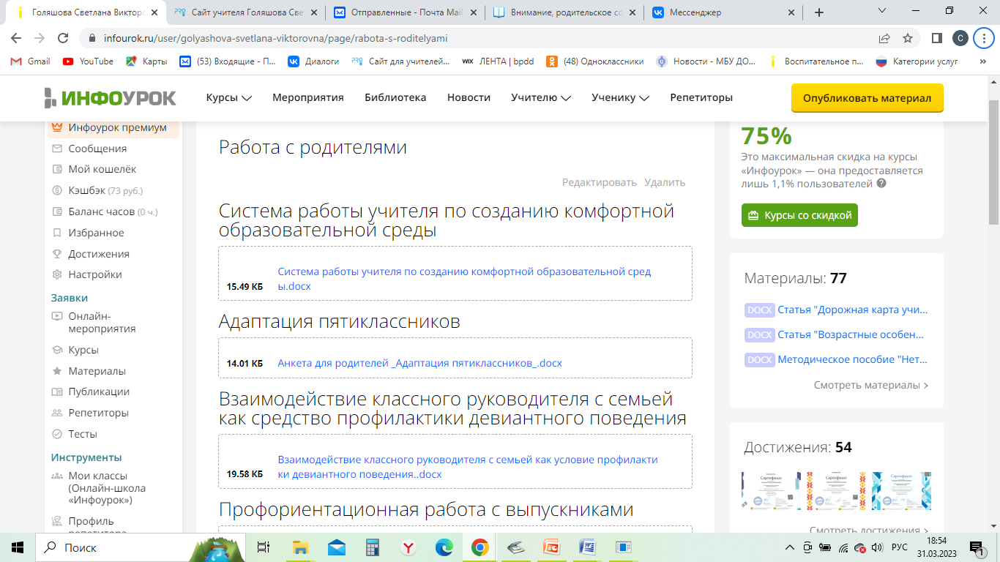 Голяшова Светлана Викторо
Сайт учителя Голяшова Све
Отправленные - Почта Mail
Внимание, родительское со
Мессенджер
infourok.ru/user/golyashova-svetlana-viktorovna/page/rabota-s-roditelyami
С
Gmail
YouTube
Карты
(53) Входящие - П...
Диалоги
Сайт для учителей...
WIX ЛЕНТА | bpdd
(48) Одноклассники
Новости - МБУ ДО...
Воспитательное п...
Категории услуг
»
ИНФОУРОК
Курсы
Мероприятия
Библиотека
Новости
Учителю
Ученику
Репетиторы
Опубликовать материал
Инфоурок премиум
Сообщения
Мой кошелёк
Кэшбэк (73 руб.)
Баланс часов (0 ч.)
Избранное
Достижения
Настройки
Заявки
Онлайн-
мероприятия
Курсы
Материалы
Публикации
Репетиторы
Тесты
Инструменты
Мои классы
(Онлайн-школа
«Инфоурок»)
Профиль
репетитора
Работа с родителями
Редактировать Удалить
Система работы учителя по созданию комфортной
образовательной среды
Система работы учителя по созданию комфортной образовательной сред
15.49 КБ ы.docx
Адаптация пятиклассников
14.01 КБ Анкета для родителей _Адаптация пятиклассников_.docx
Взаимодействие классного руководителя с семьей
как средство профилактики девиантного поведения
Взаимодействие классного руководителя с семьей как условие профилакти
19.58 КБ ки девиантного поведения..docx
Профориентационная работа с выпускниками
75%
Это максимальная скидка на курсы
«Инфоурок» — она предоставляется
лишь 1,1% пользователей ?
Курсы со скидкой
Материалы: 77
DOCX Статья "Дорожная карта учи...
DOCX Статья "Возрастные особен...
DOCX Методическое пособие "Нет...
Смотреть материалы >
Достижения: 54
Сертификат
Сертификат
Сертификат
Смотреть достижения >
Поиск
РУС
18:54
31.03.2023
1